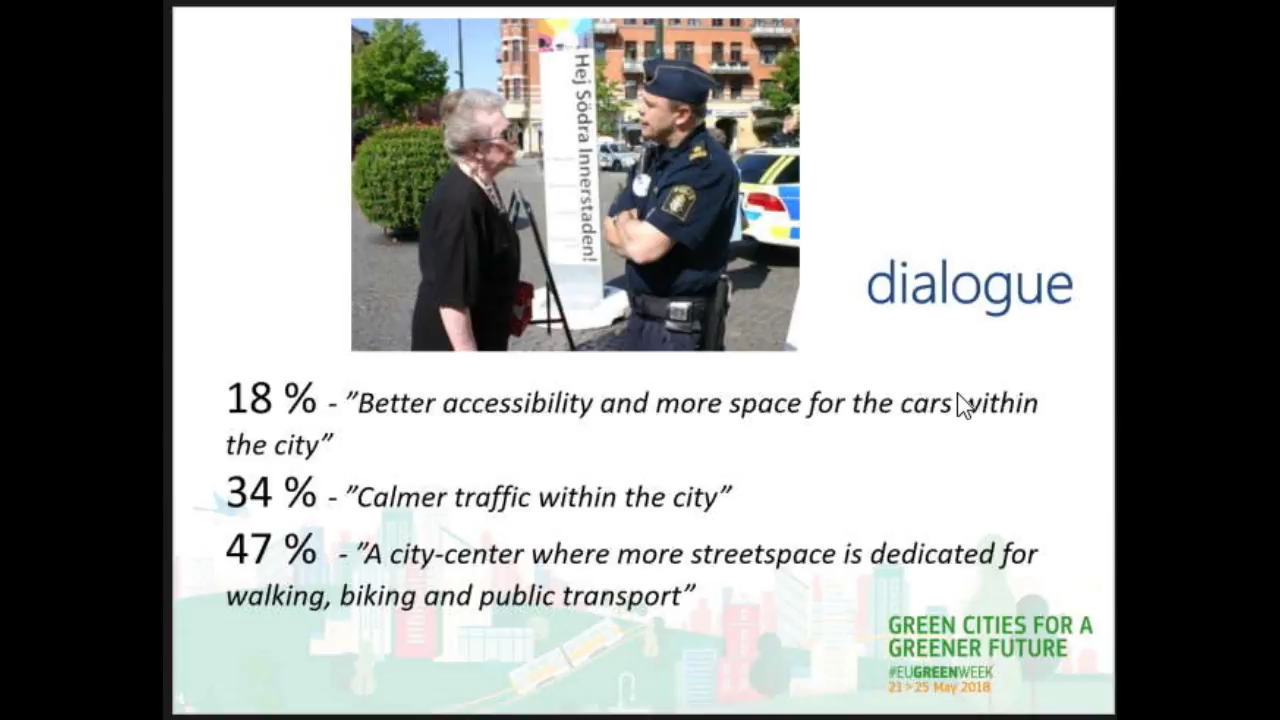 Hej Södra Innerstaden!
dialogue
18 % - ”Better accessibility and more space for the cars within
the city”
34 % - ”Calmer traffic within the city”
47 % - ”A city-center where more streetspace is dedicated for
walking, biking and public transport”
GREEN CITIES FOR A
GREENER FUTURE
#EUGREENWEEK
21 > 25 May 2018